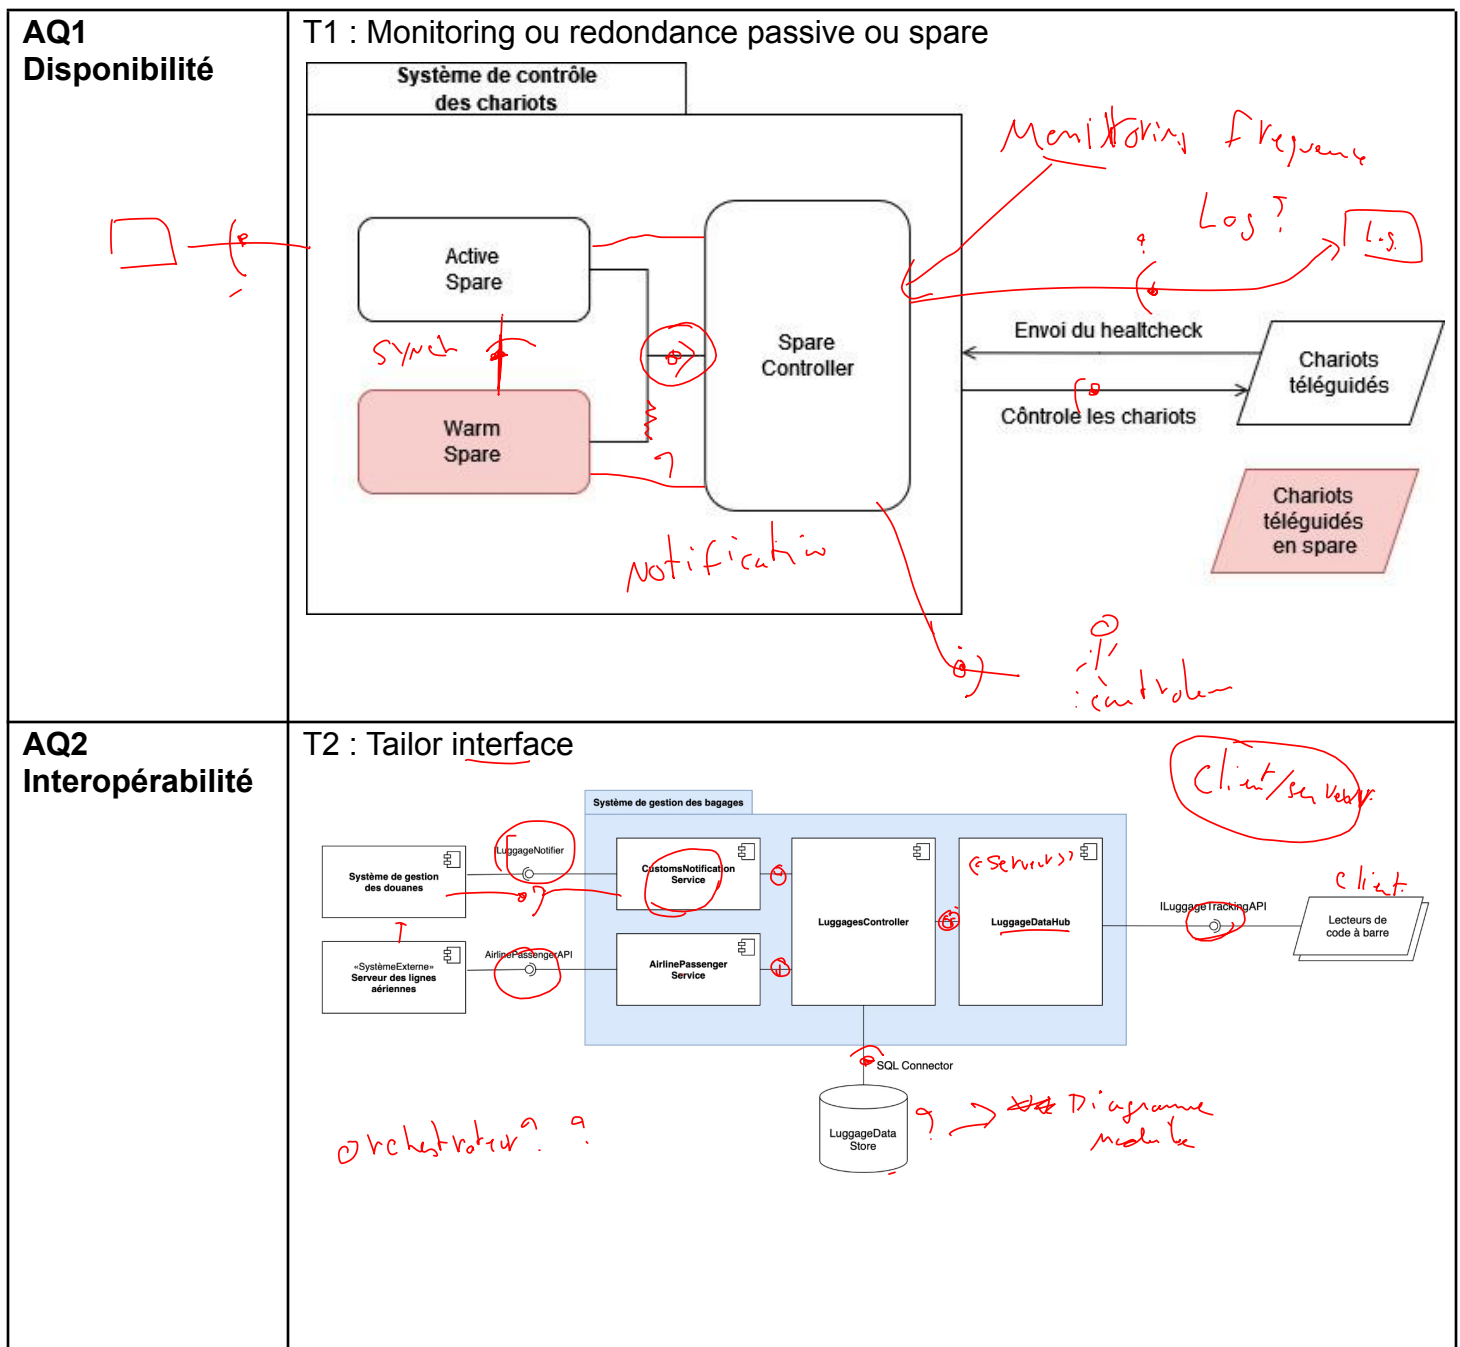 AQ1
Disponibilité
T1 : Monitoring ou redondance passive ou spare
Système de contrôle
des chariots
Monitoring frequence
Log ?
Log
Active
Spare
Synch
Warm
Spare
Spare
Controller
Envoi du healtcheck
Côntrole les chariots
Chariots
téléguidés
Chariots
téléguidés
en spare
Notification
?
AQ2
Interopérabilité
T2 : Tailor interface
Client/serveur
Système de gestion des bagages
ILuggageNotifier
Système de gestion
des douanes
CustomsNotification
Service
LuggagesController
«Serveur»
LuggageDataHub
ILuggageTrackingAPI
Client
Lecteurs de
code à barre
«SystèmeExterne»
Serveur des lignes
aériennes
AirlinePassengerAPI
AirlinePassenger
Service
SQL Connector
LuggageData
Store
? Diagramme
module
Orchestrateur ? ?